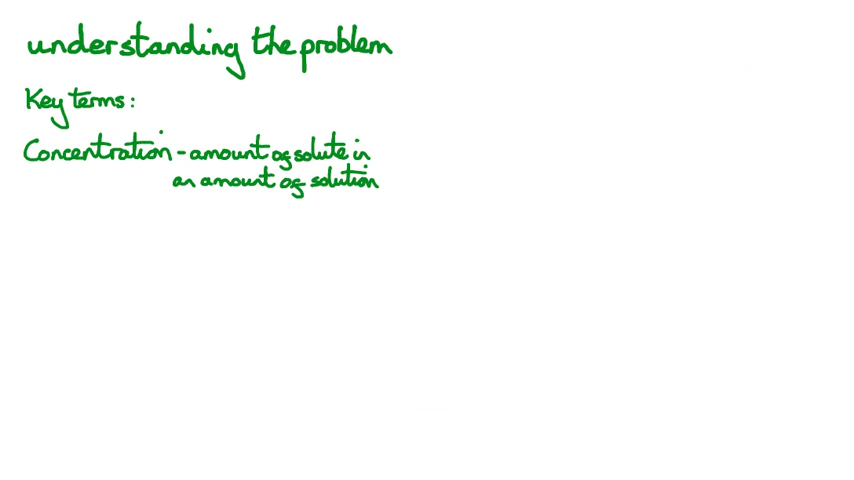 understanding the problem
Key terms:
Concentration - amount of solute in
an amount of solution